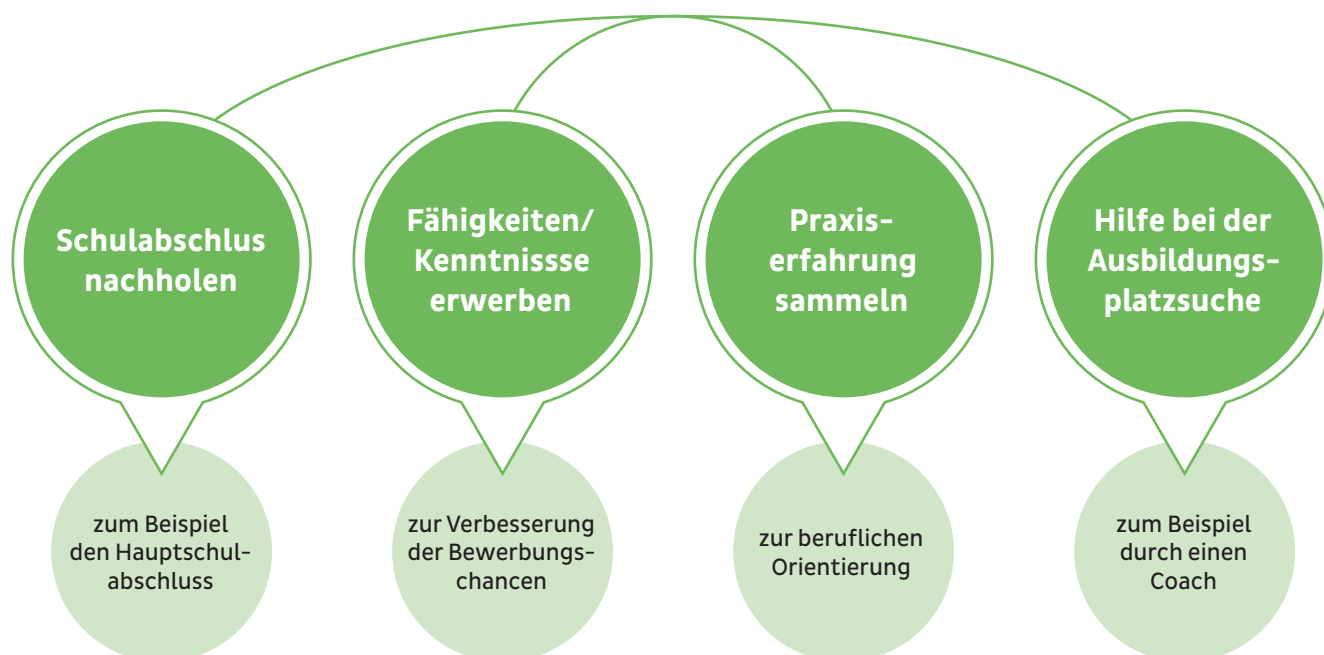 Schulabschlus
nachholen
Fähigkeiten/
Kenntnissse
erwerben
Praxis-
erfahrung
sammeln
Hilfe bei der
Ausbildungs-
platzsuche
zum Beispiel
den Hauptschul-
abschluss
zur Verbesserung
der Bewerbungs-
chancen
zur beruflichen
Orientierung
zum Beispiel
durch einen
Coach